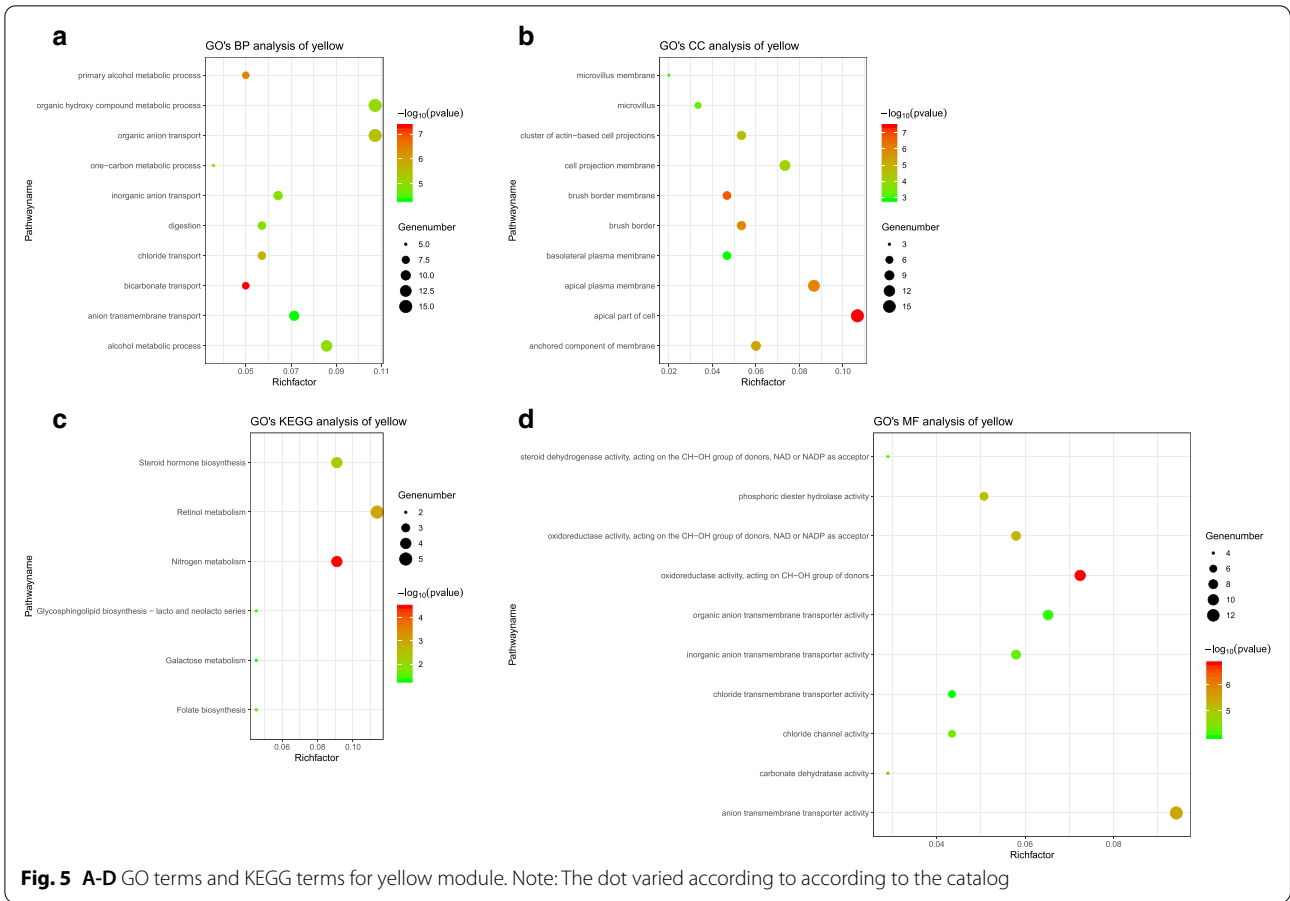 a
GO's BP analysis of yellow
primary alcohol metabolic process
organic hydroxy compound metabolic process
organic anion transport
one−carbon metabolic process
inorganic anion transport
digestion
chloride transport
bicarbonate transport
anion transmembrane transport
alcohol metabolic process
Pathwayname
0.05 0.07 0.09 0.11
Richfactor
−log10(pvalue)
7
6
5
Genenumber
5.0
7.5
10.0
12.5
15.0
b
GO's CC analysis of yellow
microvillus membrane
microvillus
cluster of actin−based cell projections
cell projection membrane
brush border membrane
brush border
basolateral plasma membrane
apical plasma membrane
apical part of cell
anchored component of membrane
Pathwayname
0.02 0.04 0.06 0.08 0.10
Richfactor
−log10(pvalue)
7
6
5
4
3
Genenumber
3
6
9
12
15
c
GO's KEGG analysis of yellow
Steroid hormone biosynthesis
Retinol metabolism
Nitrogen metabolism
Glycosphingolipid biosynthesis − lacto and neolacto series
Galactose metabolism
Folate biosynthesis
Pathwayname
0.06 0.08 0.10
Richfactor
Genenumber
2
3
4
5
−log10(pvalue)
4
3
2
d
GO's MF analysis of yellow
steroid dehydrogenase activity, acting on the CH−OH group of donors, NAD or NADP as acceptor
phosphoric diester hydrolase activity
oxidoreductase activity, acting on the CH−OH group of donors, NAD or NADP as acceptor
oxidoreductase activity, acting on CH−OH group of donors
organic anion transmembrane transporter activity
inorganic anion transmembrane transporter activity
chloride transmembrane transporter activity
chloride channel activity
carbonate dehydratase activity
anion transmembrane transporter activity
Pathwayname
0.04 0.06 0.08
Richfactor
Genenumber
4
6
8
10
12
−log10(pvalue)
6
5
Fig. 5 A-D GO terms and KEGG terms for yellow module. Note: The dot varied according to according to the catalog